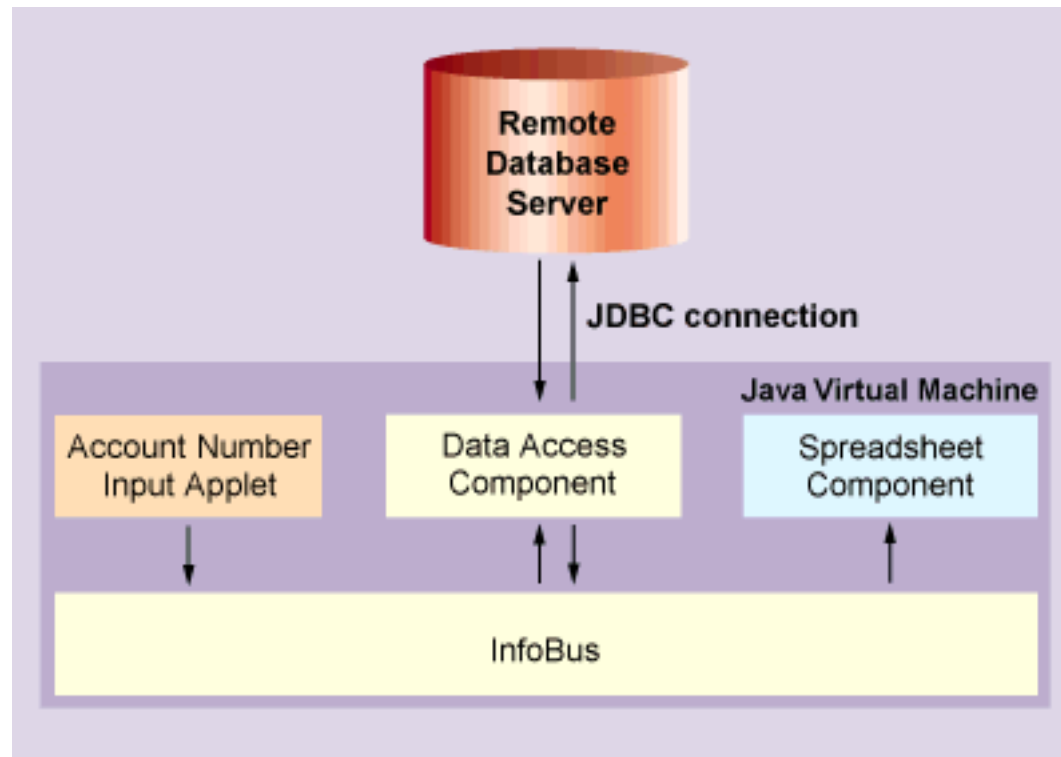 Remote
Database
Server
JDBC connection
Java Virtual Machine
Account Number
Input Applet
Data Access
Component
Spreadsheet
Component
InfoBus